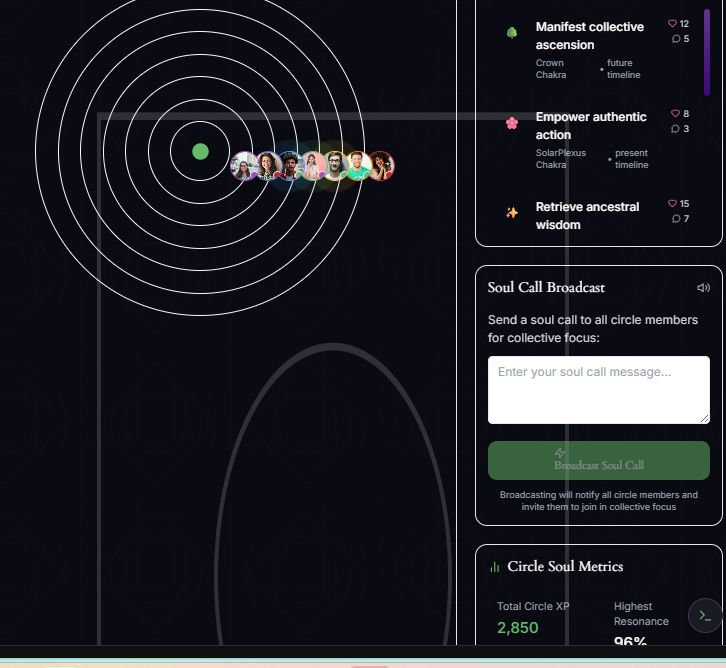 Manifest collective
ascension
12
5
Crown
Chakra
• future
timeline
Empower authentic
action
8
3
SolarPlexus
Chakra
• present
timeline
Retrieve ancestral
wisdom
15
7
Soul Call Broadcast
Send a soul call to all circle members
for collective focus:
Enter your soul call message...
Broadcast Soul Call
Broadcasting will notify all circle members and
invite them to join in collective focus
Circle Soul Metrics
Total Circle XP
2,850
Highest
Resonance
96%